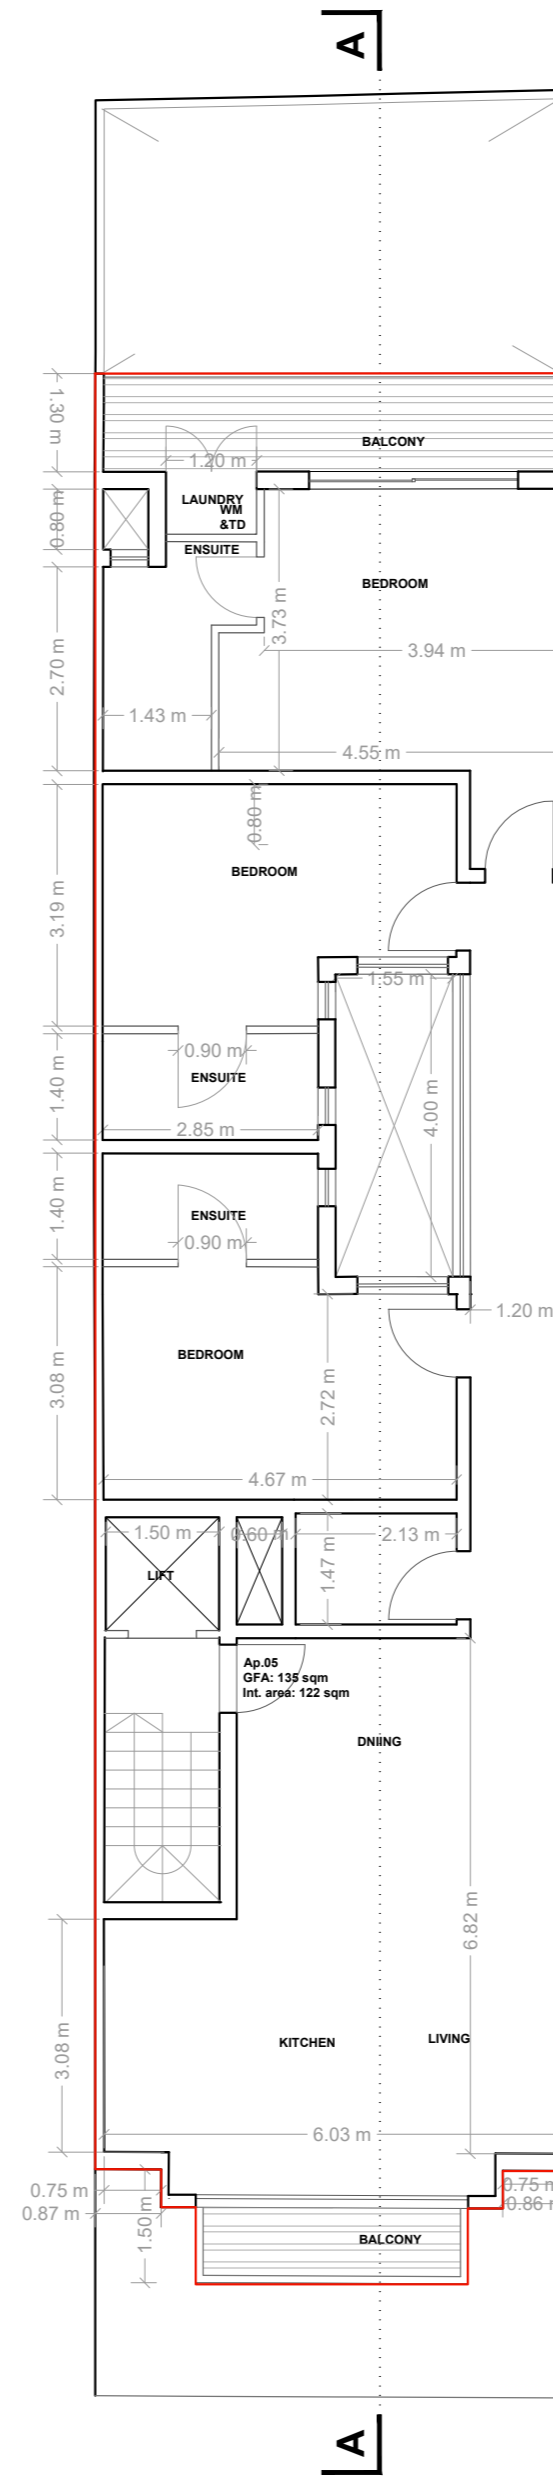 A
1.30 m
BALCONY
1.20 m
0.80 m
LAUNDRY
WM
&TD
ENSUITE
BEDROOM
3.73 m
2.70 m
3.94 m
1.43 m
4.55 m
0.80 m
BEDROOM
3.19 m
1.55 m
0.90 m
ENSUITE
1.40 m
4.00 m
2.85 m
1.40 m
ENSUITE
0.90 m
1.20 m
BEDROOM
3.08 m
2.72 m
4.67 m
1.50 m
0.60 m
2.13 m
1.47 m
LIFT
Ap.05
GFA: 135 sqm
Int. area: 122 sqm
DNIING
6.82 m
3.08 m
KITCHEN
LIVING
6.03 m
0.75 m
0.75 m
0.87 m
0.86 m
1.50 m
BALCONY
A